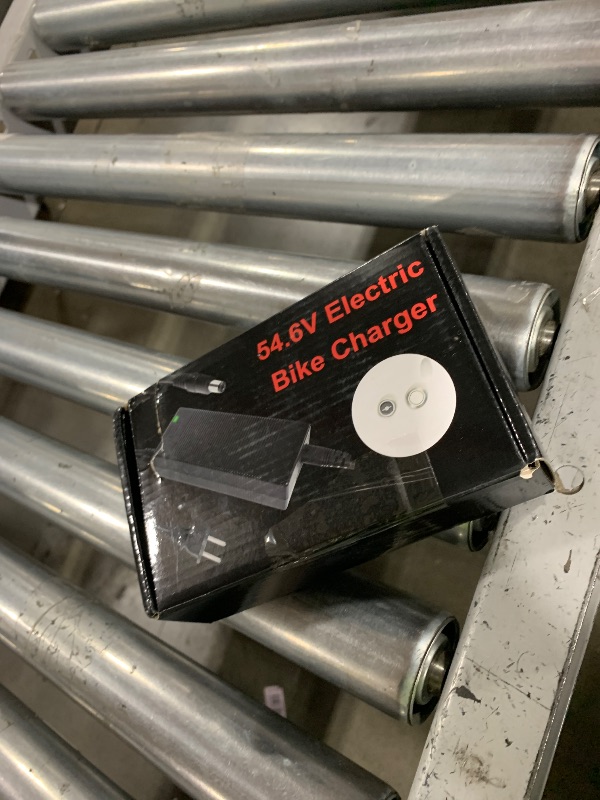 54.6V Electric
Bike Charger